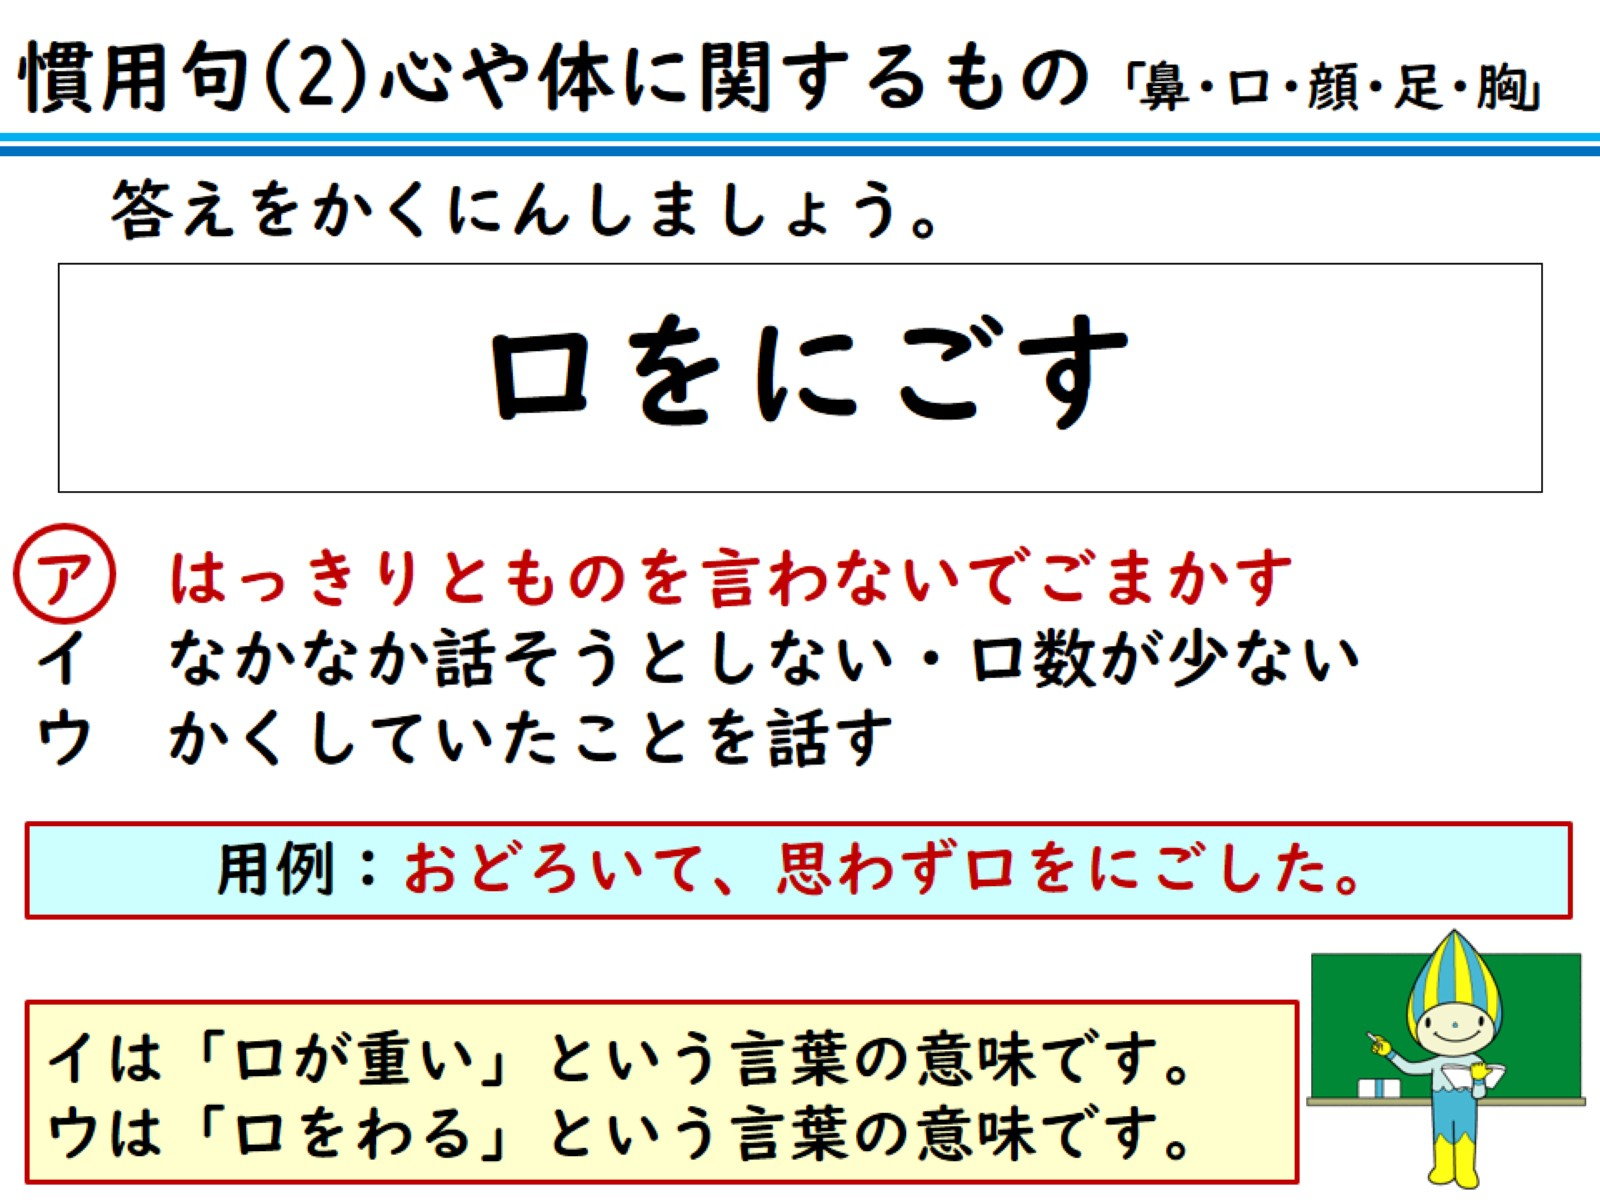 慣用句(2)心や体に関するもの「鼻・口・顔・足・胸」
答えをかくにんしましょう。
口をにごす
ア　はっきりとものを言わないでごまかす
イ　なかなか話そうとしない・口数が少ない
ウ　かくしていたことを話す
用例：おどろいて、思わず口をにごした。
イは「口が重い」という言葉の意味です。
ウは「口をわる」という言葉の意味です。